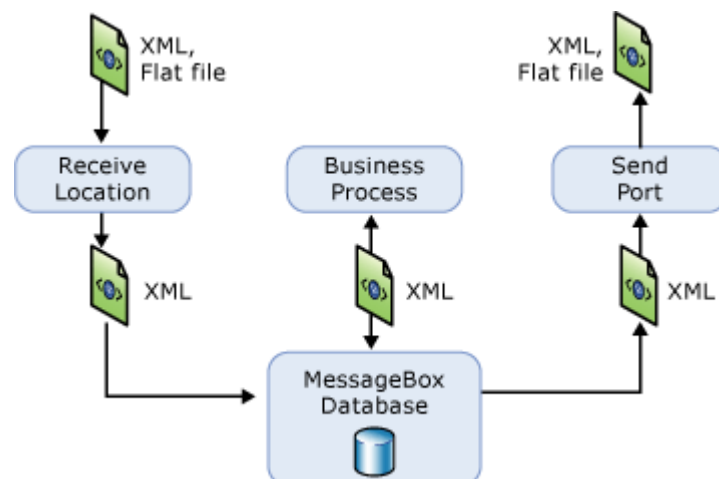 XML,
Flat file
XML,
Flat file
Receive
Location
Business
Process
Send
Port
XML
XML
XML
MessageBox
Database